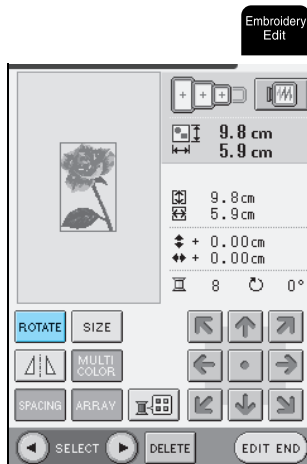 Embroidery
Edit
9.8 cm
5.9 cm
9.8cm
5.9cm
+ 0.00cm
+ 0.00cm
8 0°
ROTATE SIZE
MULTI
COLOR
SPACING ARRAY
SELECT DELETE EDIT END